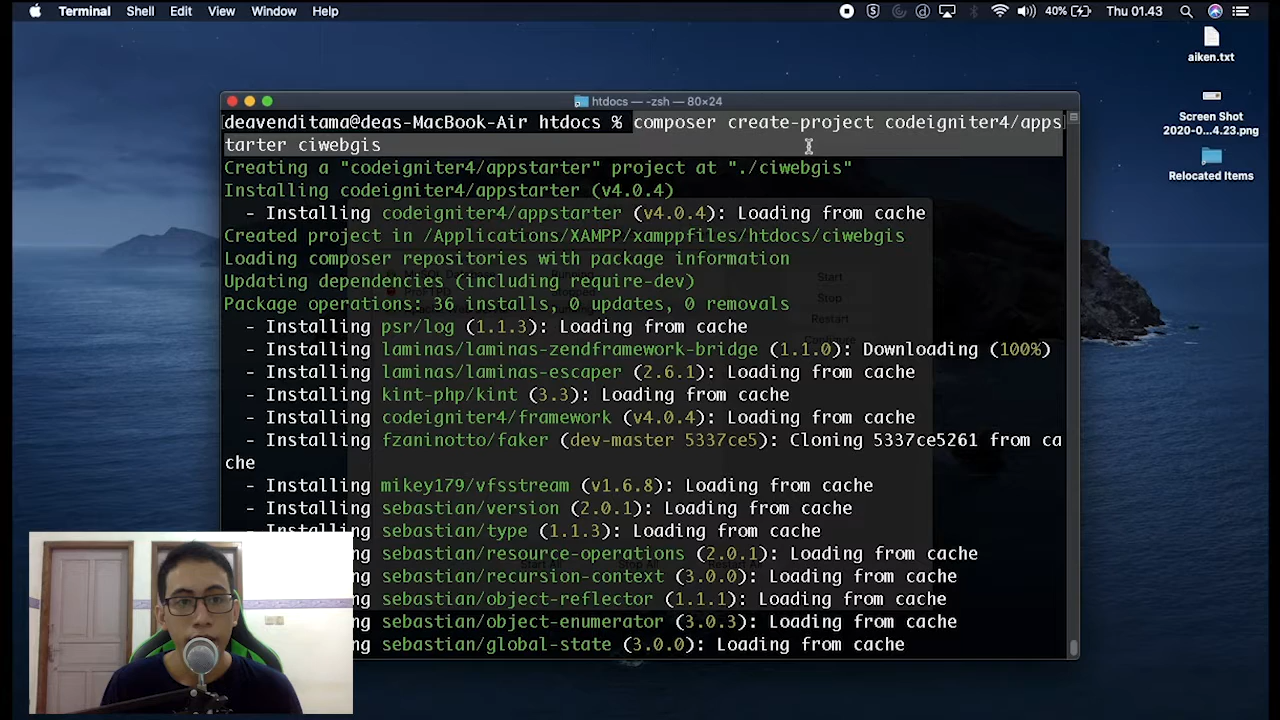 Terminal Shell Edit View Window Help 40% Thu 01.43
aiken.txt
Screen Shot
2020-0...4.23.png
Relocated Items
htdocs — -zsh — 80×24
deavenditama@deas-MacBook-Air htdocs % composer create-project codeigniter4/apps
tarter ciwebgis
Creating a "codeigniter4/appstarter" project at "./ciwebgis"
Installing codeigniter4/appstarter (v4.0.4)
- Installing codeigniter4/appstarter (v4.0.4): Loading from cache
Created project in /Applications/XAMPP/xamppfiles/htdocs/ciwebgis
Loading composer repositories with package information
Updating dependencies (including require-dev)
Package operations: 36 installs, 0 updates, 0 removals
- Installing psr/log (1.1.3): Loading from cache
- Installing laminas/laminas-zendframework-bridge (1.1.0): Downloading (100%)
- Installing laminas/laminas-escaper (2.6.1): Loading from cache
- Installing kint-php/kint (3.3): Loading from cache
- Installing codeigniter4/framework (v4.0.4): Loading from cache
- Installing fzaninotto/faker (dev-master 5337ce5): Cloning 5337ce5261 from ca
che
- Installing mikey179/vfsstream (v1.6.8): Loading from cache
- Installing sebastian/version (2.0.1): Loading from cache
- Installing sebastian/type (1.1.3): Loading from cache
ng sebastian/resource-operations (2.0.1): Loading from cache
ng sebastian/recursion-context (3.0.0): Loading from cache
ng sebastian/object-reflector (1.1.1): Loading from cache
ng sebastian/object-enumerator (3.0.3): Loading from cache
ng sebastian/global-state (3.0.0): Loading from cache
Start
Stop
Restart